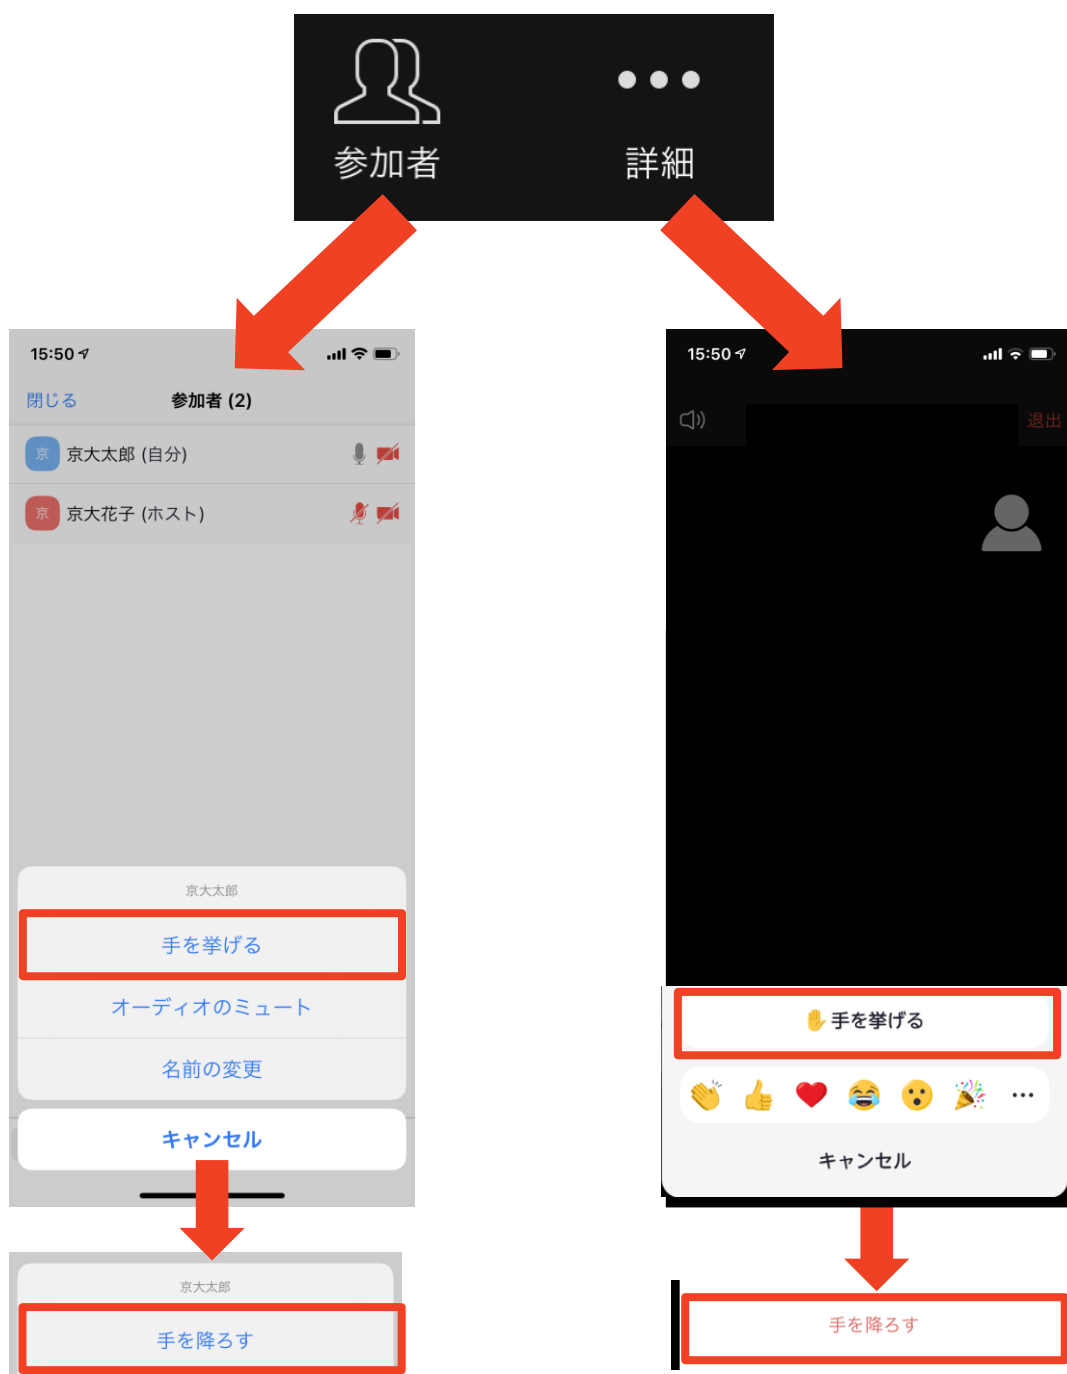 参加者
詳細
15:50
閉じる
参加者 (2)
京 京大太郎 (自分)
京 京大花子 (ホスト)
京大太郎
手を挙げる
オーディオのミュート
名前の変更
キャンセル
京大太郎
手を降ろす
15:50
退出
手を挙げる
キャンセル
手を降ろす